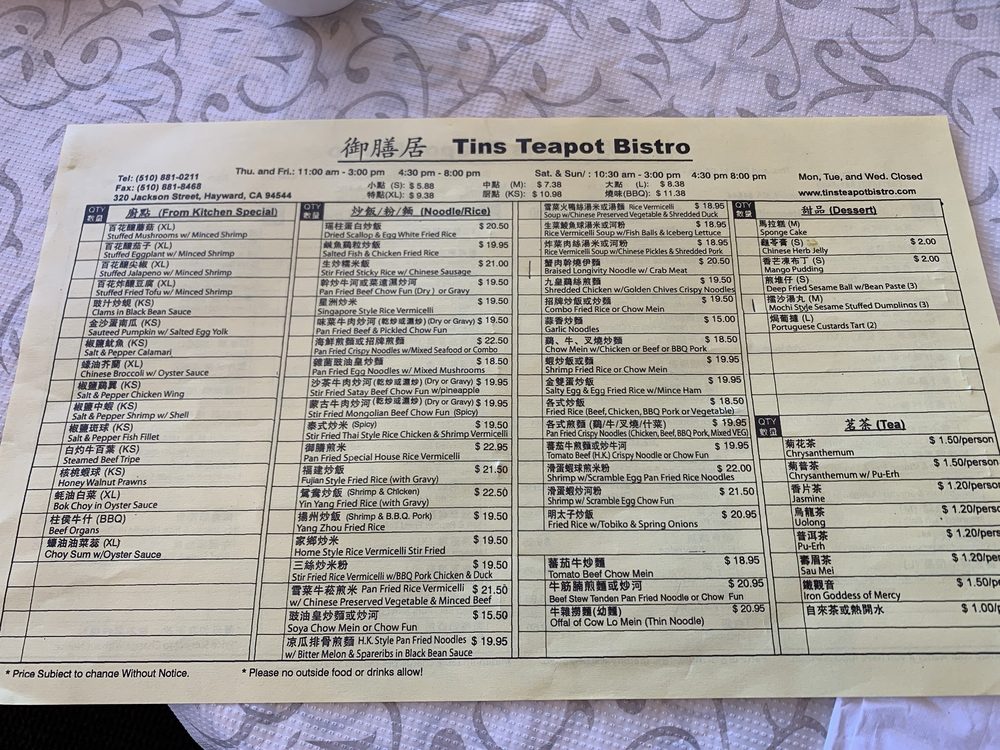 御膳居 Tins Teapot Bistro
Tel: (510) 881-0211
Fax: (510) 881-8468
320 Jackson Street, Hayward, CA 94544
Thu. and Fri.: 11:00 am - 3:00 pm 4:30 pm - 8:00 pm
Sat. & Sun/ : 10:30 am - 3:00 pm 4:30 pm 8:00 pm
Mon, Tue, and Wed. Closed
www.tinsteapotbistro.com
小點 (S): $ 5.88 中點 (M): $ 7.38 大點 (L): $ 8.38
特點(XL): $ 9.38 廚點 (KS): $ 10.98 燒味(BBQ): $ 11.38
QTY 數量 廚點 (From Kitchen Special)
百花釀蘑菇 (XL)
Stuffed Mushrooms w/ Minced Shrimp
百花釀茄子 (XL)
Stuffed Eggplant w/ Minced Shrimp
百花釀尖椒 (XL)
Stuffed Jalapeno w/ Minced Shrimp
百花炸釀豆腐 (XL)
Stuffed Fried Tofu w/ Minced Shrimp
豉汁炒蜆 (KS)
Clams in Black Bean Sauce
金沙蛋南瓜 (KS)
Sauteed Pumpkin w/ Salted Egg Yolk
椒鹽魷魚 (KS)
Salt & Pepper Calamari
蠔油芥蘭 (XL)
Chinese Broccoli w/ Oyster Sauce
椒鹽鷄翼 (KS)
Salt & Pepper Chicken Wing
椒鹽中蝦 (KS)
Salt & Pepper Shrimp w/ Shell
椒鹽斑球 (KS)
Salt & Pepper Fish Fillet
白灼牛百葉 (KS)
Steamed Beef Tripe
核桃蝦球 (KS)
Honey Walnut Prawns
蚝油白菜 (XL)
Bok Choy in Oyster Sauce
柱侯牛什 (BBQ)
Beef Organs
蠔油油菜蕊 (XL)
Choy Sum w/Oyster Sauce
QTY 數量 炒飯/粉/麵 (Noodle/Rice)
瑤柱蛋白炒飯 $ 20.50
Dried Scallop & Egg White Fried Rice
鹹魚鷄粒炒飯 $ 19.95
Salted Fish & Chicken Fried Rice
生炒糯米飯 $ 21.00
Stir Fried Sticky Rice w/ Chinese Sausage
幹炒牛河或菜遠濕炒河 $ 19.50
Pan Fried Beef Chow Fun (Dry ) or Gravy
星洲炒米 $ 19.50
Singapore Style Rice Vermicelli
味菜牛肉炒河 (乾炒或濕炒) (Dry or Gravy) $ 19.50
Pan Fried Beef & Pickled Chow Fun
海鮮煎麵或招牌煎麵 $ 22.50
Pan Fried Crispy Noodles w/Mixed Seafood or Combo
雜菌豉油皇炒麵 $ 18.50
Pan Fried Egg Noodles w/ Mixed Mushrooms
沙茶牛肉炒河 (乾炒或濕炒) (Dry or Gravy) $ 19.95
Stir Fried Satay Beef Chow Fun w/pineapple
蒙古牛肉炒河 (乾炒或濕炒) (Dry or Gravy) $ 19.95
Stir Fried Mongolian Beef Chow Fun (Spicy)
泰式炒米 (Spicy) $ 19.50
Stir Fried Thai Style Rice Chicken & Shrimp Vermicelli
御膳煎米 $ 22.95
Pan Fried Special House Rice Vermicelli
福建炒飯 $ 21.50
Fujian Style Fried Rice (with Gravy)
鴛鴦炒飯 (Shrimp & Chicken) $ 22.50
Yin Yang Fried Rice (with Gravy)
揚州炒飯 (Shrimp & B.B.Q. Pork) $ 19.50
Yang Zhou Fried Rice
家鄉炒米 $ 19.50
Home Style Rice Vermicelli Stir Fried
三絲炒米粉 $ 19.50
Stir Fried Rice Vermicelli w/BBQ Pork Chicken & Duck
雪菜牛菘煎米 Pan Fried Rice Vermicelli $ 21.50
w/ Chinese Preserved Vegetable & Minced Beef
豉油皇炒麵或炒河 $ 15.50
Soya Chow Mein or Chow Fun
凉瓜排骨煎麵 H.K. Style Pan Fried Noodles $ 19.95
w/ Bitter Melon & Spareribs in Black Bean Sauce
雪菜火鴨絲湯米或湯麵 Rice Vermicelli $ 18.95
Soup w/Chinese Preserved Vegetable & Shredded Duck
生菜鯪魚球湯米或河粉 $ 18.95
Rice Vermicelli Soup w/Fish Balls & Iceberg Lettuce
炸菜肉絲湯米或河粉 $ 18.95
Rice Vermicelli Soup w/Chinese Pickles & Shredded Pork
蟹肉幹燒伊麵 $ 20.50
Braised Longivity Noodle w/ Crab Meat
九皇鷄絲煎麵 $ 19.50
Shredded Chicken w/Golden Chives Crispy Noodles
招牌炒飯或炒麵 $ 19.50
Combo Fried Rice or Chow Mein
蒜香炒麵 $ 15.00
Garlic Noodles
鷄、牛、叉燒炒麵 $ 18.50
Chow Mein w/Chicken or Beef or BBQ Pork
蝦炒飯或炒麵 $ 19.95
Shrimp Fried Rice or Chow Mein
金雙蛋炒飯 $ 19.95
Salty Egg & Egg Fried Rice w/Mince Ham
各式炒飯 $ 18.50
Fried Rice (Beef, Chicken, BBQ Pork or Vegetable)
各式煎麵 (鷄/牛/叉燒/什菜) $ 19.95
Pan Fried Crispy Noodles (Chicken, Beef, BBQ Pork, Mixed VEG)
蕃茄牛煎麵或炒牛河 $ 19.50
Tomato Beef (H.K.) Crispy Noodle or Chow Fun
滑蛋蝦球煎米粉 $ 22.00
Shrimp w/Scramble Egg Pan Fried Rice Noodles
滑蛋蝦炒河粉 $ 21.50
Shrimp w/ Scramble Egg Chow Fun
明太子炒飯 $ 20.95
Fried Rice w/Tobiko & Spring Onions
蕃茄牛炒麵 $ 18.95
Tomato Beef Chow Mein
牛筋腩煎麵或炒河 $ 20.95
Beef Stew Tenden Pan Fried Noodle or Chow Fun
牛雜撈麵(幼麵) $ 20.95
Offal of Cow Lo Mein (Thin Noodle)
QTY 數量 甜品 (Dessert)
馬拉糕 (M)
Sponge Cake
龜苓膏 (S) $ 2.00
Chinese Herb Jelly
香芒凍布丁 (S) $ 2.00
Mango Pudding
煎堆仔 (S)
Deep Fried Sesame Ball w/Bean Paste (3)
擂沙湯丸 (M)
Mochi Style Sesame Stuffed Dumplings (3)
焗葡撻 (L)
Portuguese Custards Tart (2)
QTY 數量 茗茶 (Tea)
菊花茶 $ 1.50/person
Chrysanthemum
菊普茶 $ 1.50/person
Chrysanthemum w/ Pu-Erh
香片茶 $ 1.20/person
Jasmine
烏龍茶 $ 1.20/perso
Uolong
普洱茶 $ 1.20/perso
Pu-Erh
壽眉茶 $ 1.20/perso
Sau Mei
鐵觀音 $ 1.50/p
Iron Goddess of Mercy
自來茶或熱開水 $ 1.00/
* Price Subject to change Without Notice.
* Please no outside food or drinks allow!